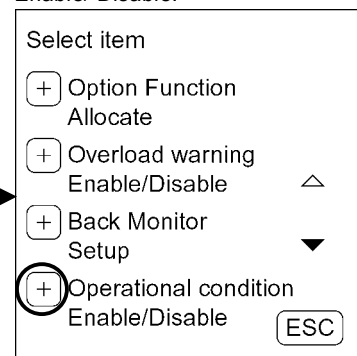 Select item
+ Option Function
Allocate
+ Overload warning
Enable/Disable
+ Back Monitor
Setup
+ Operational condition
Enable/Disable
ESC